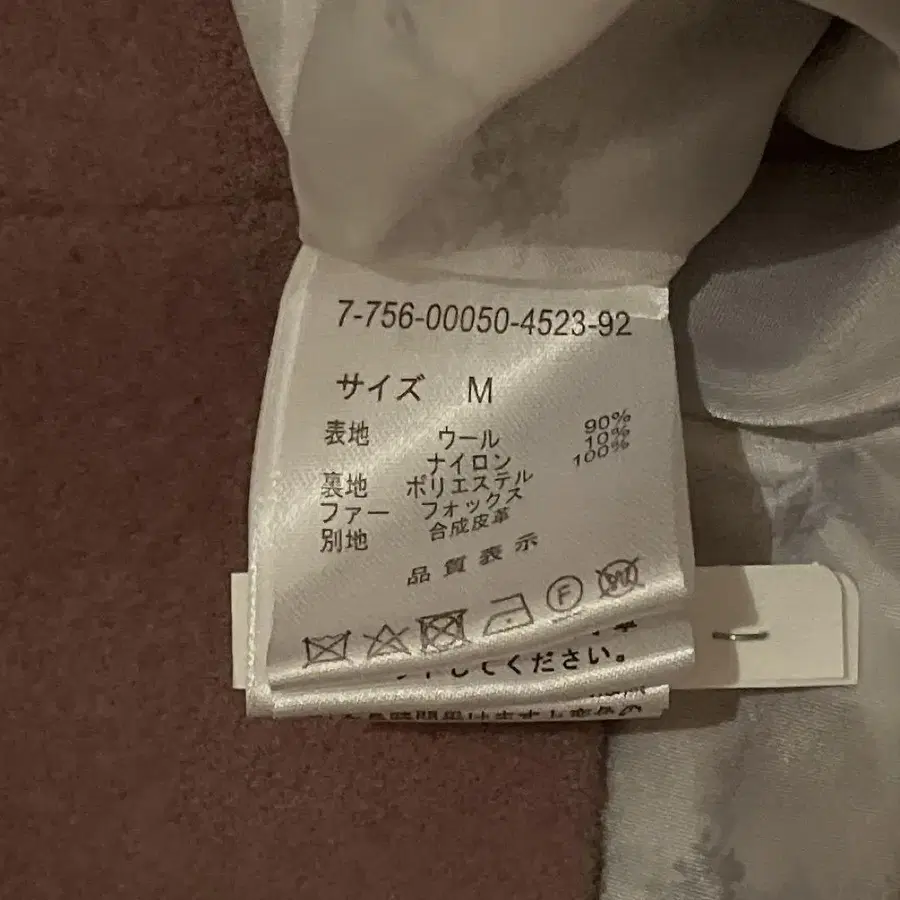 7-756-00050-4523-92
サイズ M
表地 ウール 90%
ナイロン 10%
裏地 ポリエステル 100%
ファー フォックス
別地 合成皮革
品質表示
F
してください。